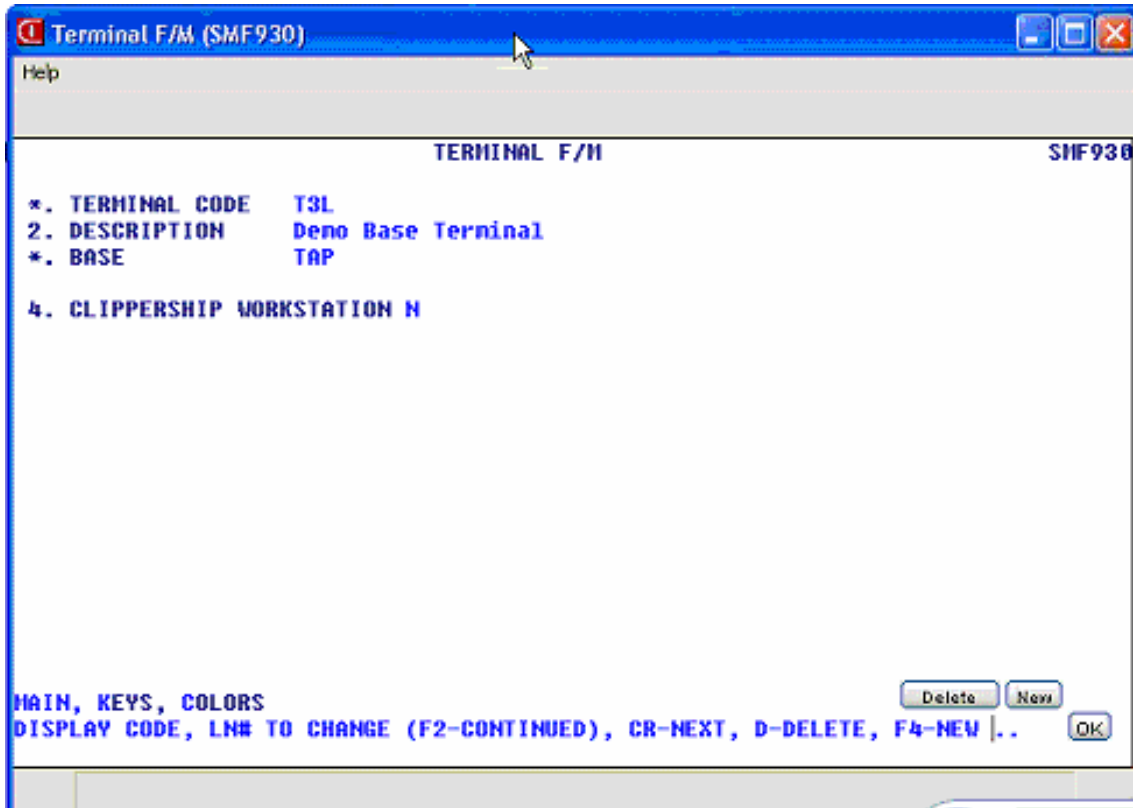 Terminal F/M (SMF930)
Help
TERMINAL F/M SMF930
*. TERMINAL CODE T3L
2. DESCRIPTION Demo Base Terminal
*. BASE TAP
4. CLIPPERSHIP WORKSTATION N
MAIN, KEYS, COLORS Delete New
DISPLAY CODE, LN# TO CHANGE (F2-CONTINUED), CR-NEXT, D-DELETE, F4-NEW .. OK